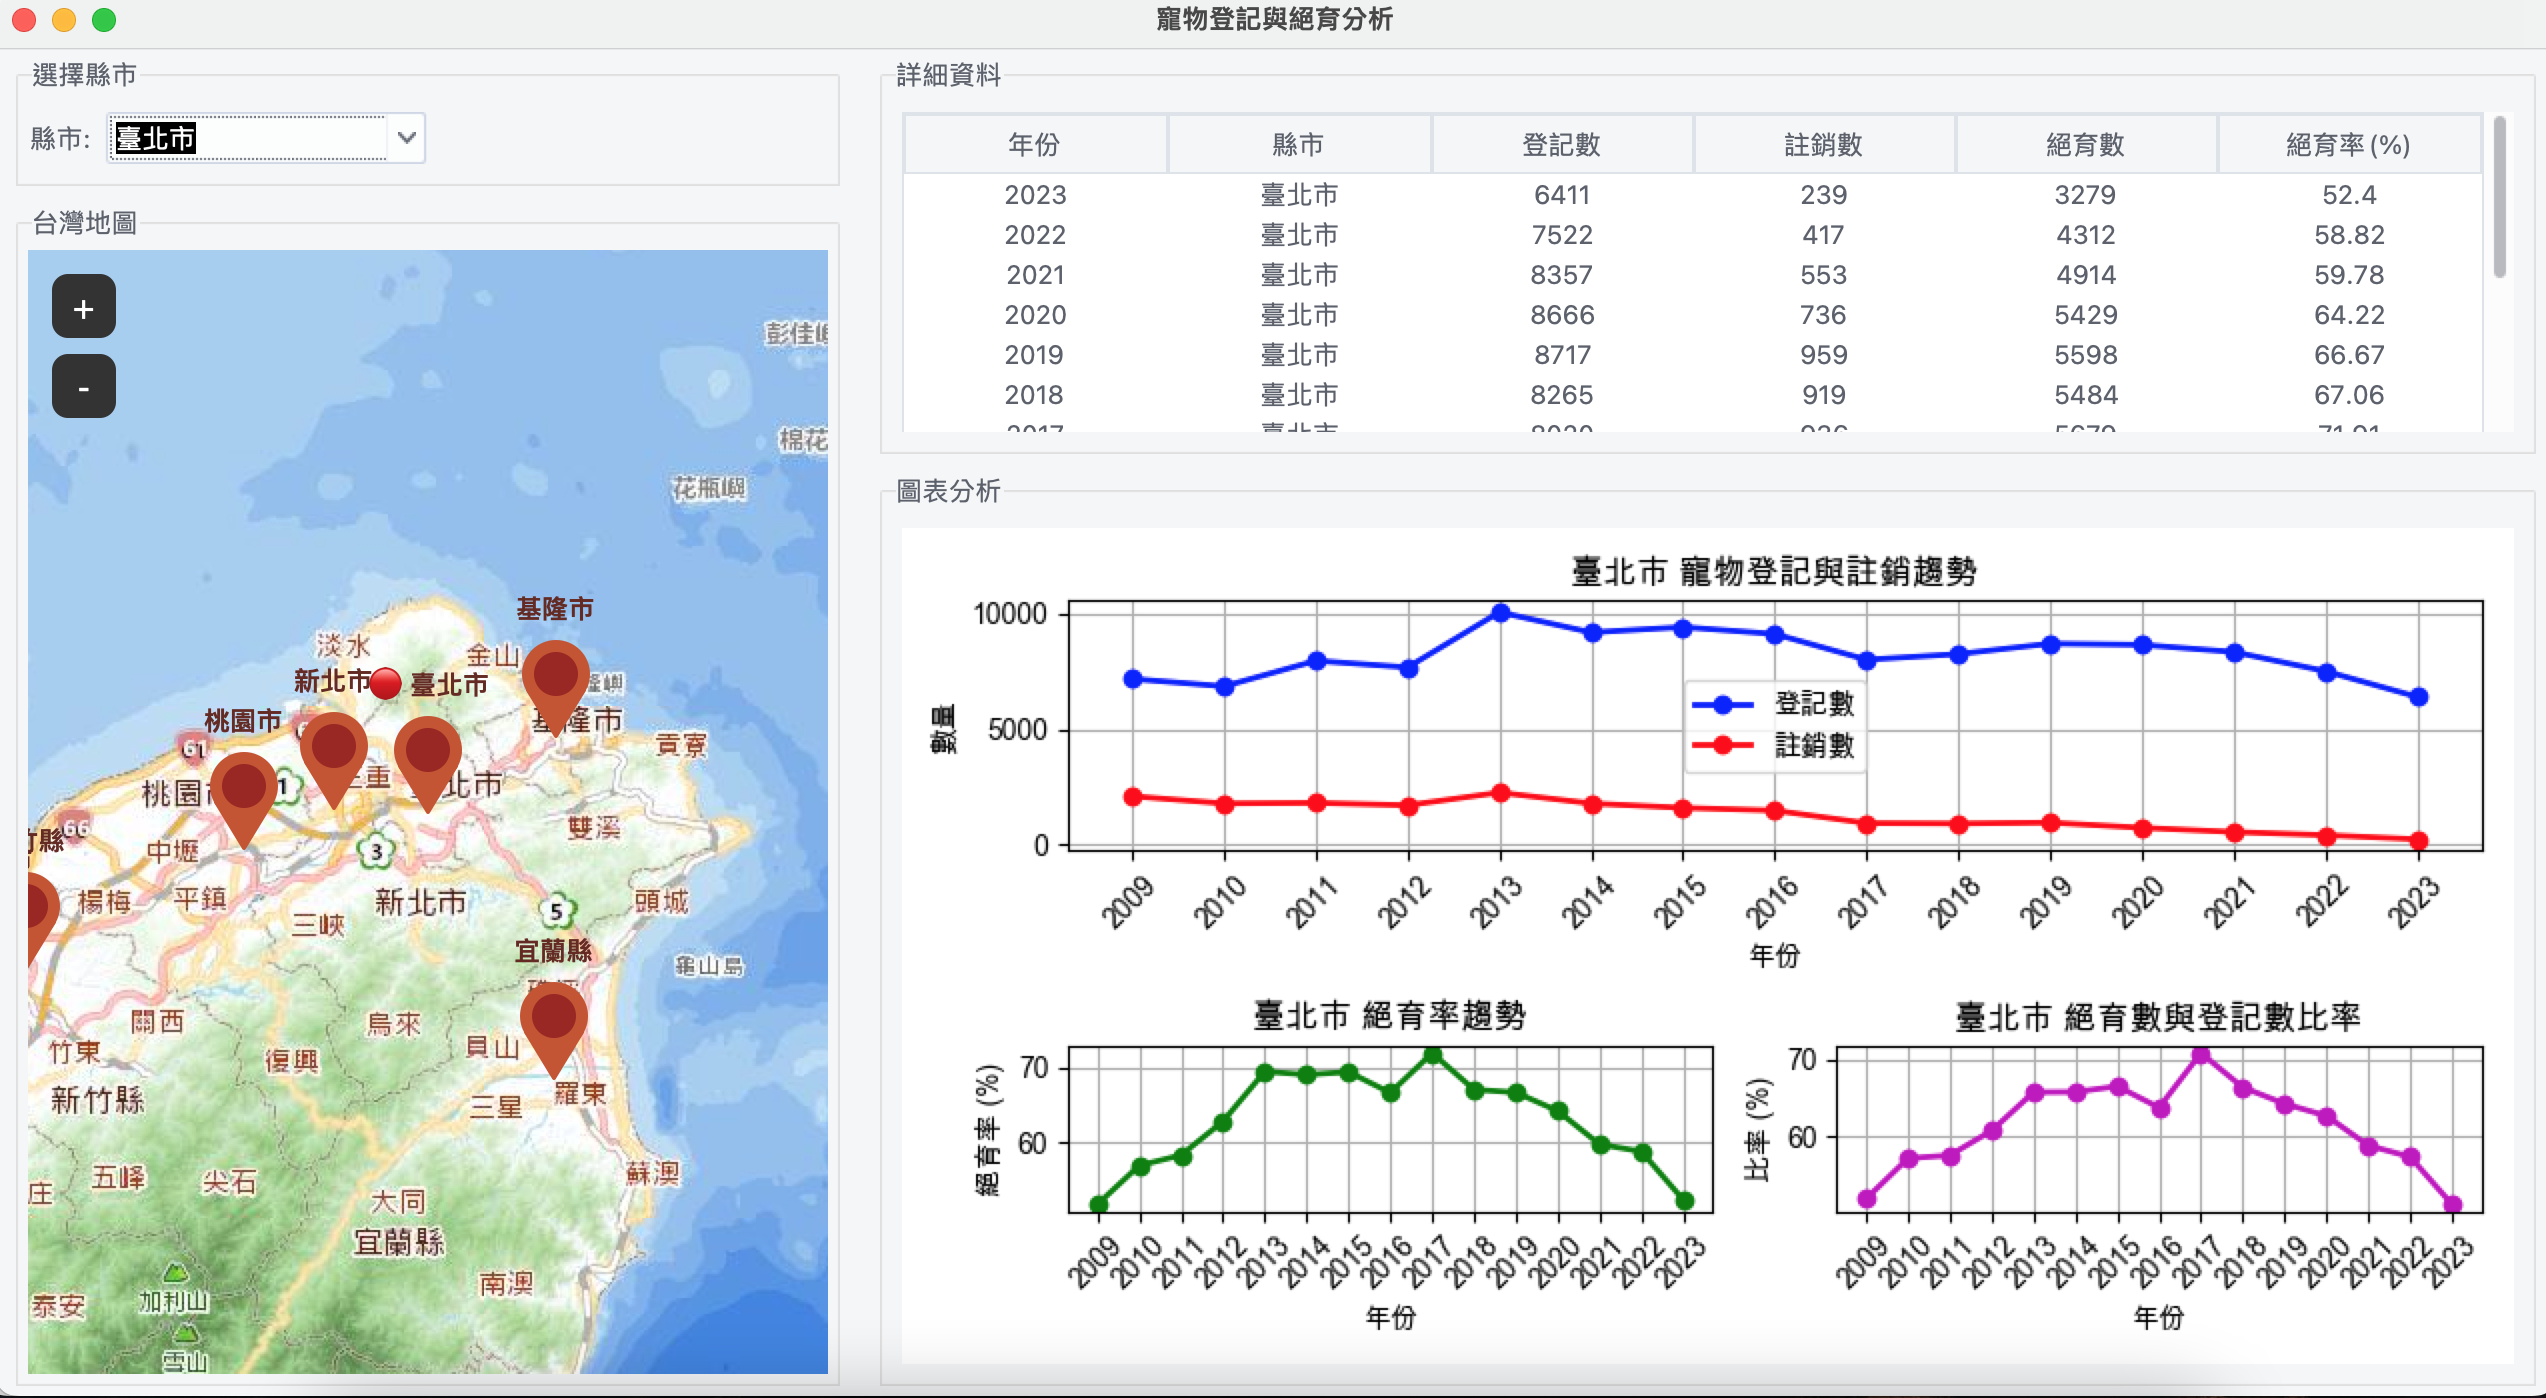 寵物登記與絕育分析
選擇縣市
縣市: 臺北市
台灣地圖
+
-
彭佳
棉花
花瓶嶼
基隆市
淡水
金山
新北市
臺北市
隆嶼
桃園市
基隆市
61
貢寮
桃園
1
三重
北市
66
雙溪
縣
中壢
3
楊梅
平鎮
新北市
5
頭城
三峽
宜蘭縣
龜山島
關西
烏來
員山
竹東
復興
新竹縣
三星
羅東
五峰
尖石
蘇澳
庄
大同
宜蘭縣
南澳
泰安
加利山
雪山
詳細資料
年份 縣市 登記數 註銷數 絕育數 絕育率(%)
2023 臺北市 6411 239 3279 52.4
2022 臺北市 7522 417 4312 58.82
2021 臺北市 8357 553 4914 59.78
2020 臺北市 8666 736 5429 64.22
2019 臺北市 8717 959 5598 66.67
2018 臺北市 8265 919 5484 67.06
圖表分析
臺北市 寵物登記與註銷趨勢
數量
10000
5000
0
登記數
註銷數
2009 2010 2011 2012 2013 2014 2015 2016 2017 2018 2019 2020 2021 2022 2023
年份
臺北市 絕育率趨勢
絕育率 (%)
70
60
2009 2010 2011 2012 2013 2014 2015 2016 2017 2018 2019 2020 2021 2022 2023
年份
臺北市 絕育數與登記數比率
比率 (%)
70
60
2009 2010 2011 2012 2013 2014 2015 2016 2017 2018 2019 2020 2021 2022 2023
年份